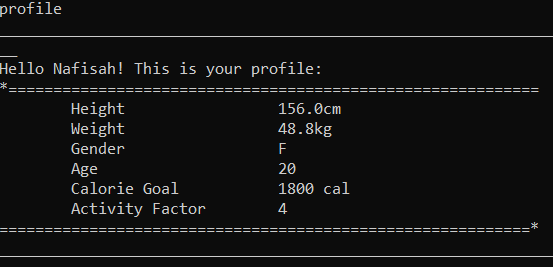 profile
Hello Nafisah! This is your profile:
*===========================================================
Height 156.0cm
Weight 48.8kg
Gender F
Age 20
Calorie Goal 1800 cal
Activity Factor 4
===========================================================*